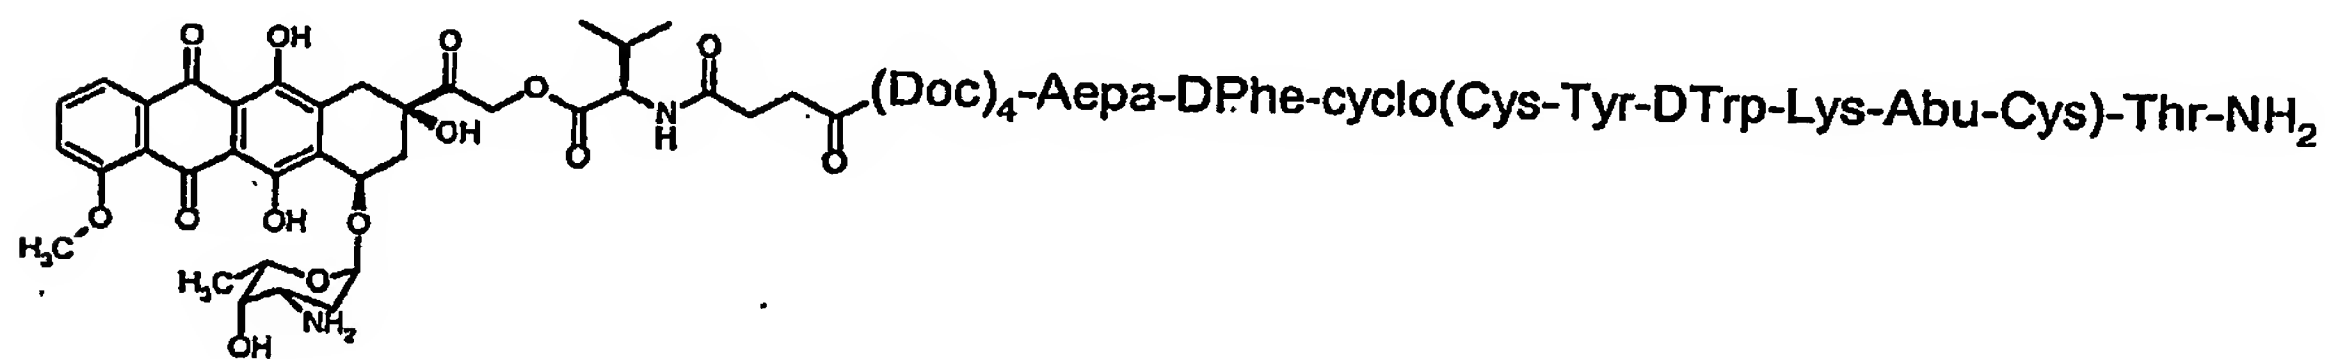 O OH O O O (Doc)₄-Aepa-DPhe-cyclo(Cys-Tyr-DTrp-Lys-Abu-Cys)-Thr-NH₂
OH O N H O
O O OH O
H₃C
H₃C O
NH₂
OH